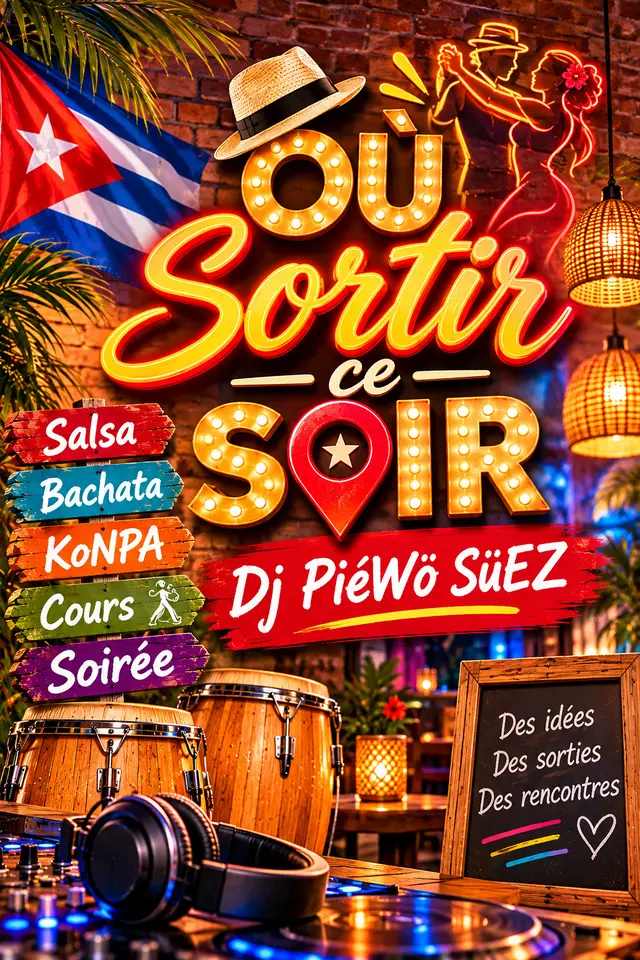 OÙ
Sortir
ce
SOIR
Dj PiéWö SüEZ
Salsa
Bachata
KoNPA
Cours
Soirée
Des idées
Des sorties
Des rencontres